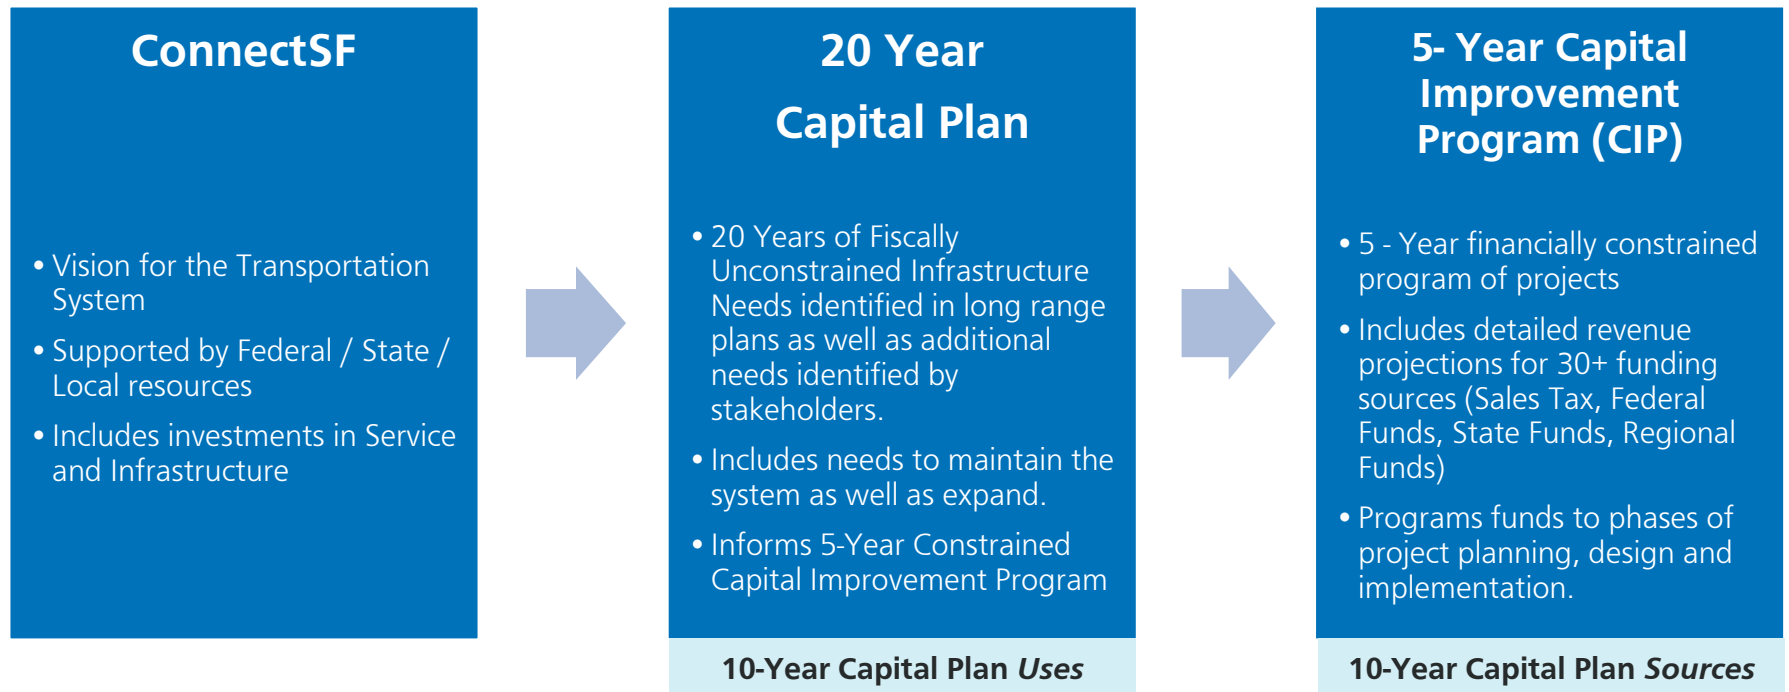 ConnectSF
• Vision for the Transportation
System
• Supported by Federal / State /
Local resources
• Includes investments in Service
and Infrastructure
20 Year
Capital Plan
• 20 Years of Fiscally
Unconstrained Infrastructure
Needs identified in long range
plans as well as additional
needs identified by
stakeholders.
• Includes needs to maintain the
system as well as expand.
• Informs 5-Year Constrained
Capital Improvement Program
10-Year Capital Plan Uses
5- Year Capital
Improvement
Program (CIP)
• 5 - Year financially constrained
program of projects
• Includes detailed revenue
projections for 30+ funding
sources (Sales Tax, Federal
Funds, State Funds, Regional
Funds)
• Programs funds to phases of
project planning, design and
implementation.
10-Year Capital Plan Sources